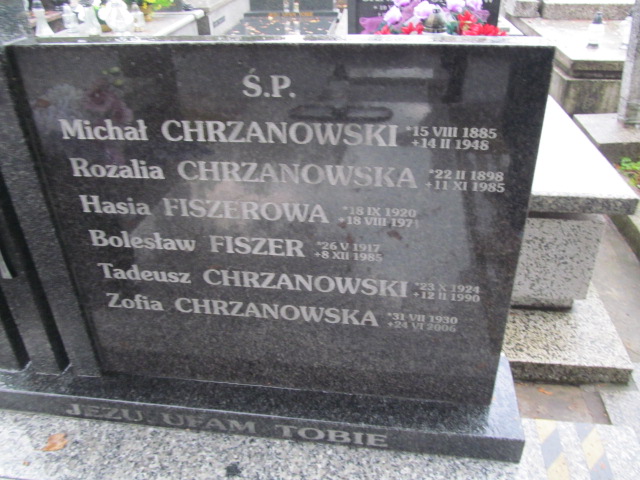 Ś.P.
Michał CHRZANOWSKI *15 VIII 1885 +14 II 1948
Rozalia CHRZANOWSKA *22 II 1898 +11 XI 1985
Hasia FISZEROWA *18 IX 1920 +18 VIII
Bolesław FISZER *26 V 1917 +8 XII 1985
Tadeusz CHRZANOWSKI *23 X 1924 +12 II 1990
Zofia CHRZANOWSKA *31 VII 1930 +24 VI 2006
JEZU UFAM TOBIE